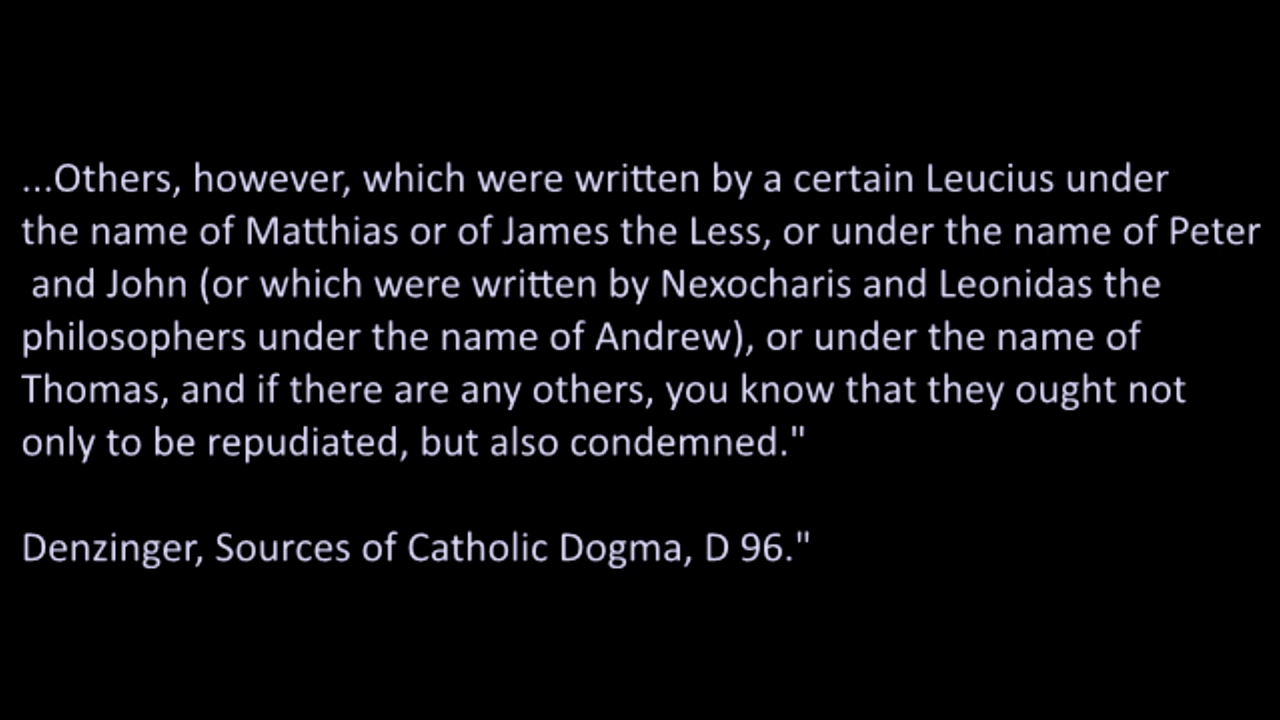 ...Others, however, which were written by a certain Leucius under
the name of Matthias or of James the Less, or under the name of Peter
and John (or which were written by Nexocharis and Leonidas the
philosophers under the name of Andrew), or under the name of
Thomas, and if there are any others, you know that they ought not
only to be repudiated, but also condemned."
Denzinger, Sources of Catholic Dogma, D 96."